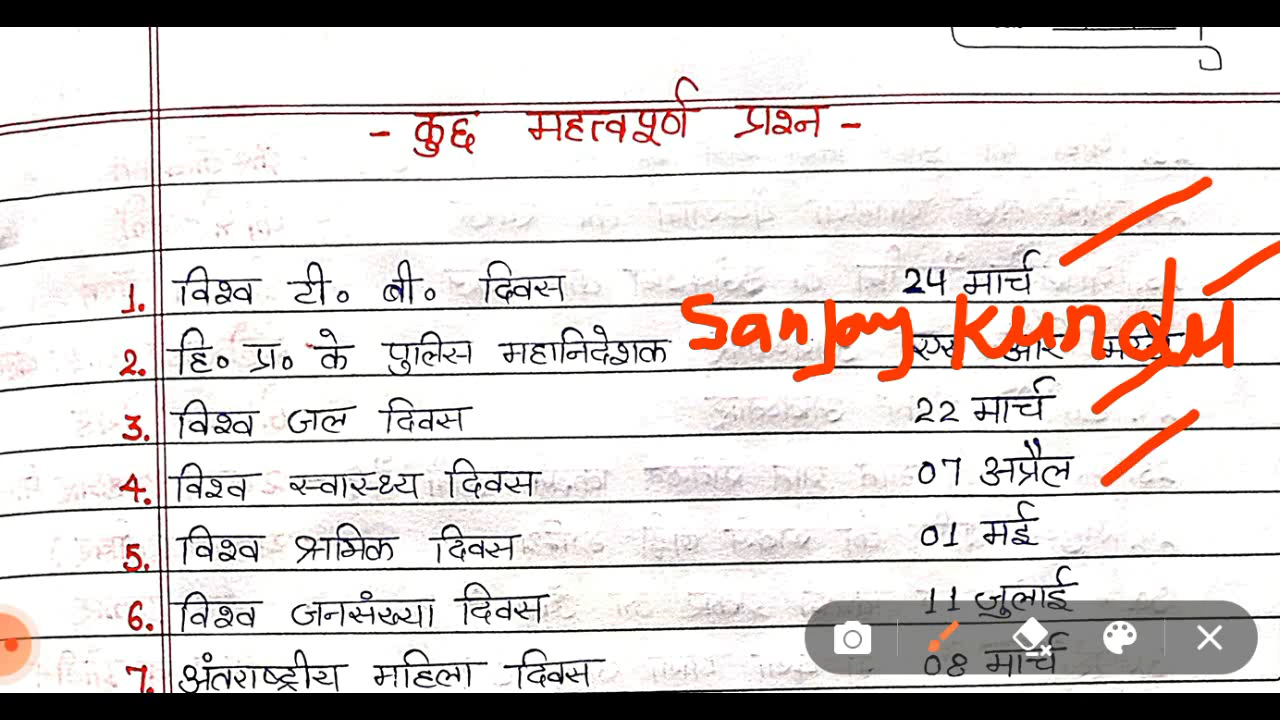 - कुछ महत्वपूर्ण प्रश्न -
1. विश्व टी० बी० दिवस 24 मार्च
2. हि० प्र० के पुलिस महानिदेशक Sanjay Kundu
3. विश्व जल दिवस 22 मार्च
4. विश्व स्वास्थ्य दिवस 07 अप्रैल
5. विश्व श्रामिक दिवस 01 मई
6. विश्व जनसंख्या दिवस 11 जुलाई
7. अंतराष्ट्रीय महिला दिवस 08 मार्च